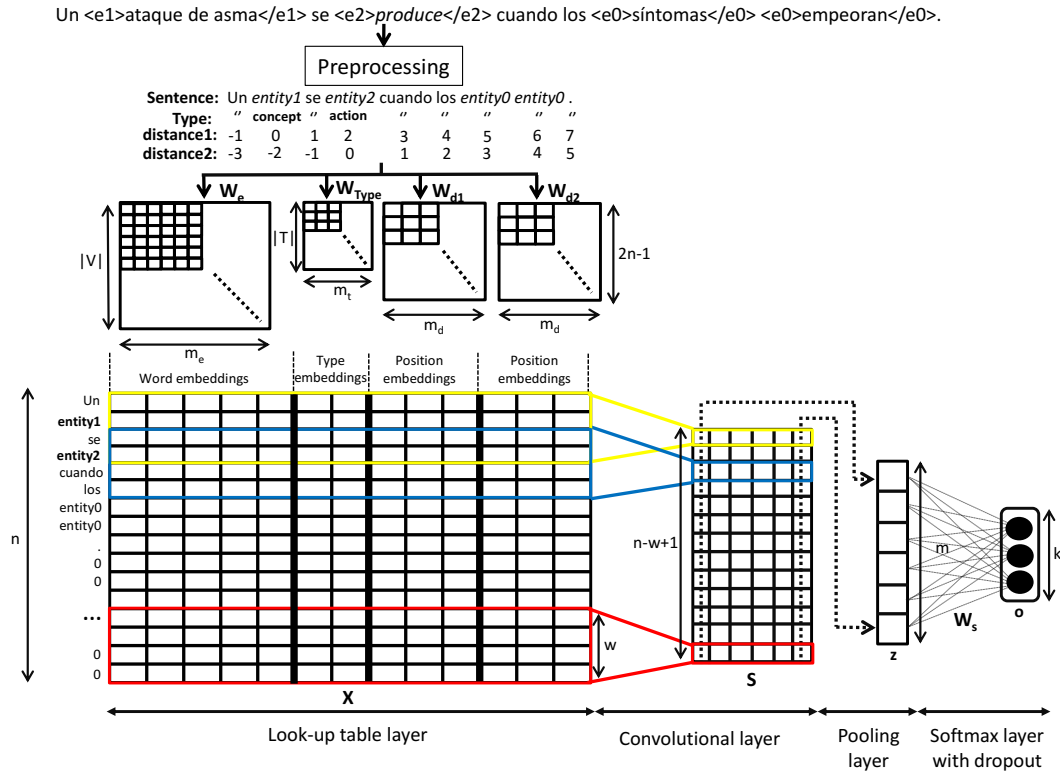 Un <e1>ataque de asma</e1> se <e2>produce</e2> cuando los <e0>síntomas</e0> <e0>empeoran</e0>.
Preprocessing
Sentence: Un entity1 se entity2 cuando los entity0 entity0 .
Type: “ concept “ action “ “ “ “ “
distance1: -1 0 1 2 3 4 5 6 7
distance2: -3 -2 -1 0 1 2 3 4 5
We WType Wd1 Wd2
|V| |T| 2n-1
me mt md md
Word embeddings Type embeddings Position embeddings Position embeddings
Un
entity1
se
entity2
cuando
los
entity0
entity0
.
0
0
...
0
0
n
w
n-w+1
m
k
Ws
X S z o
Look-up table layer
Convolutional layer
Pooling layer
Softmax layer with dropout